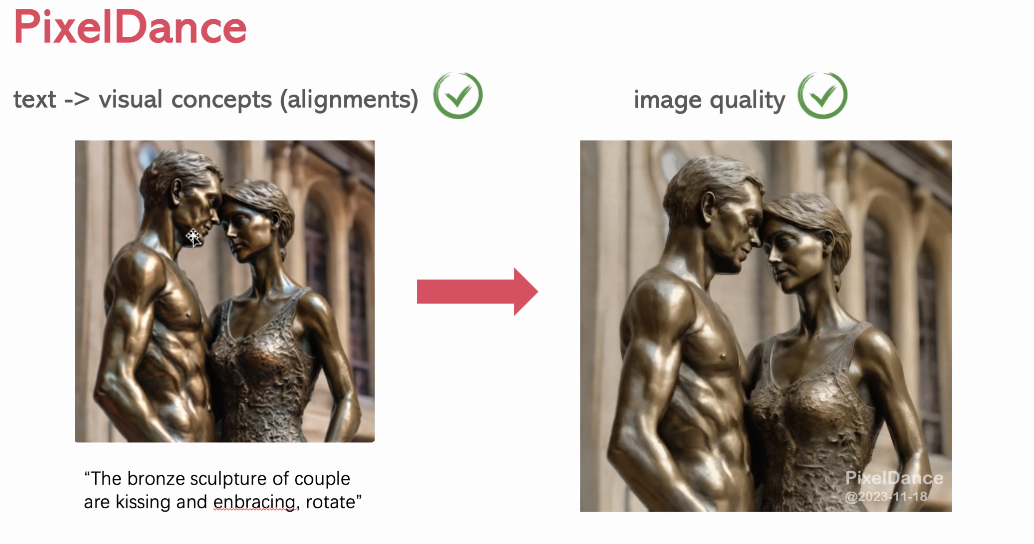 PixelDance
text -> visual concepts (alignments)
image quality
“The bronze sculpture of couple
are kissing and enbracing, rotate”
PixelDance
@2023-11-18